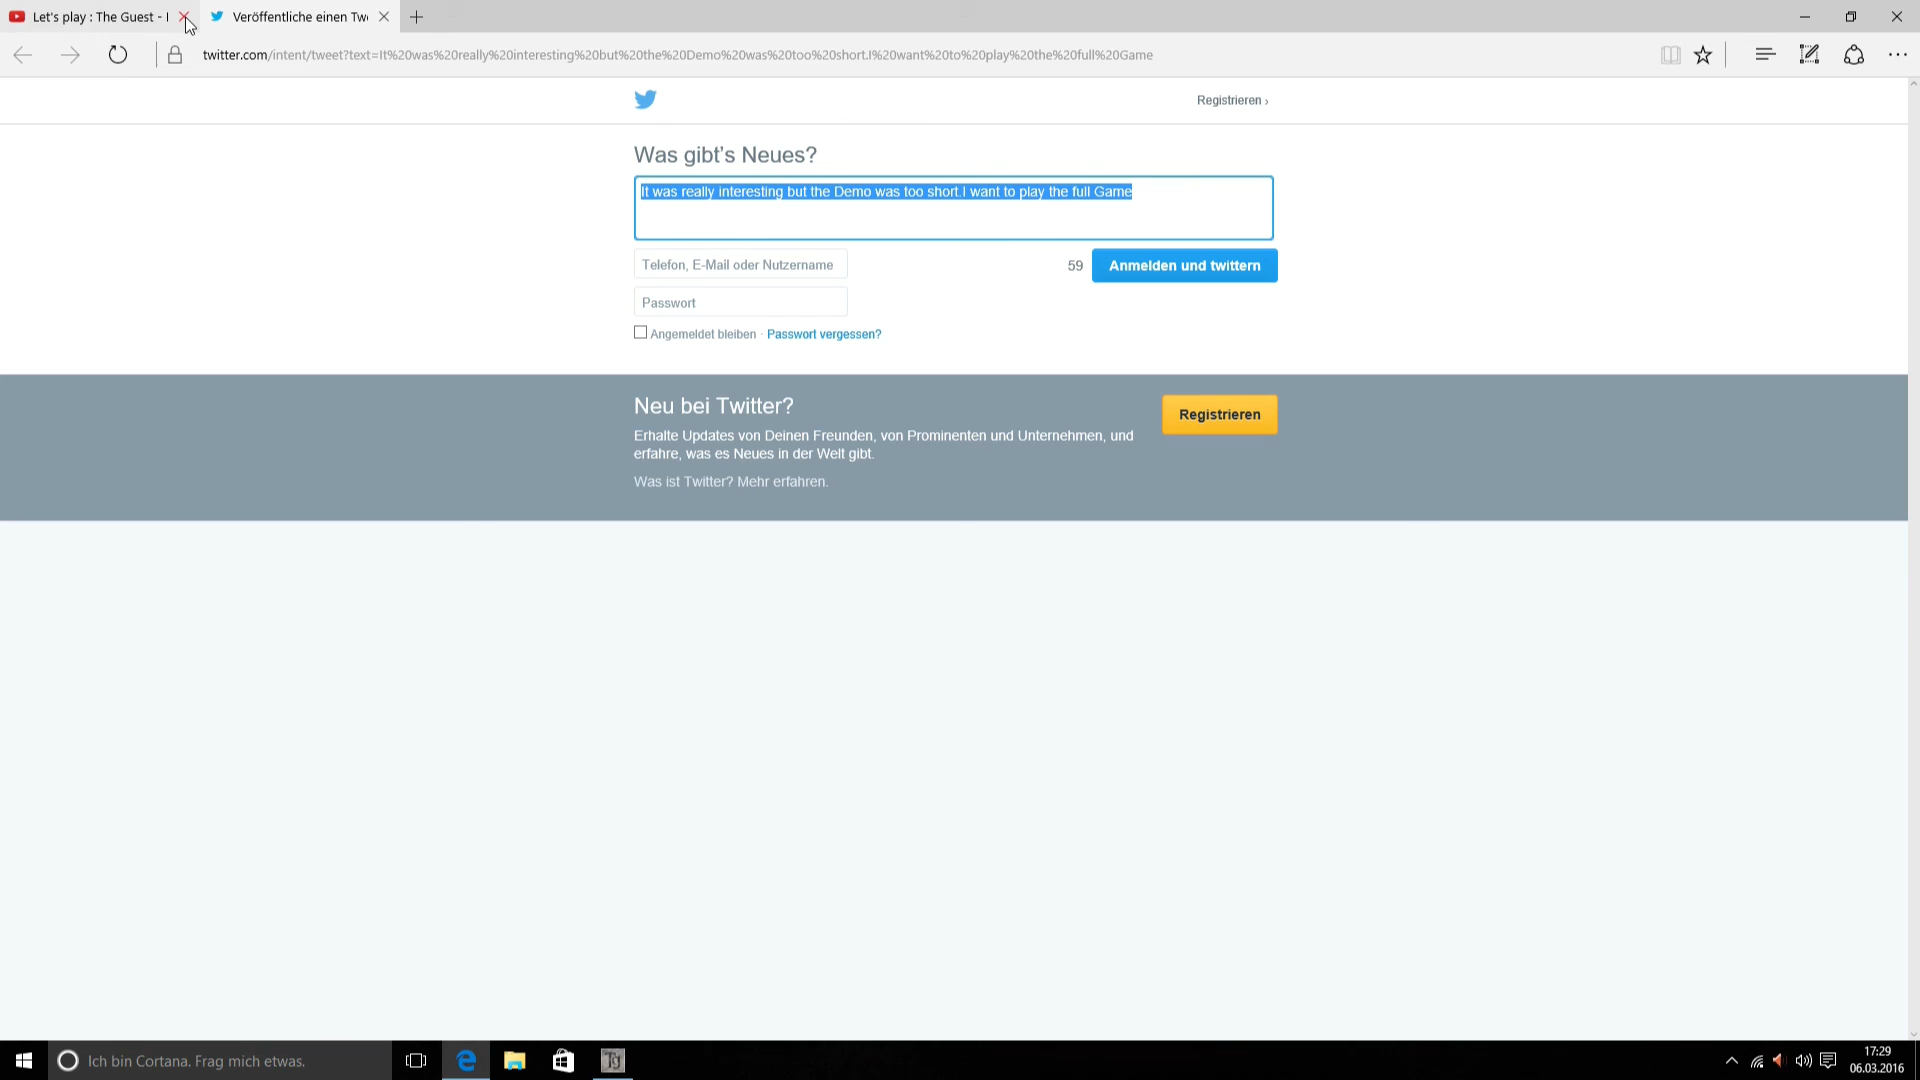 Let's play : The Guest - I
Veröffentliche einen Twe
twitter.com/intent/tweet?text=It%20was%20really%20interesting%20but%20the%20Demo%20was%20too%20short.I%20want%20to%20play%20the%20full%20Game
Registrieren ›
Was gibt's Neues?
It was really interesting but the Demo was too short.I want to play the full Game
Telefon, E-Mail oder Nutzername
59
Anmelden und twittern
Passwort
Angemeldet bleiben · Passwort vergessen?
Neu bei Twitter?
Registrieren
Erhalte Updates von Deinen Freunden, von Prominenten und Unternehmen, und
erfahre, was es Neues in der Welt gibt.
Was ist Twitter? Mehr erfahren.
Ich bin Cortana. Frag mich etwas.
17:29
06.03.2016